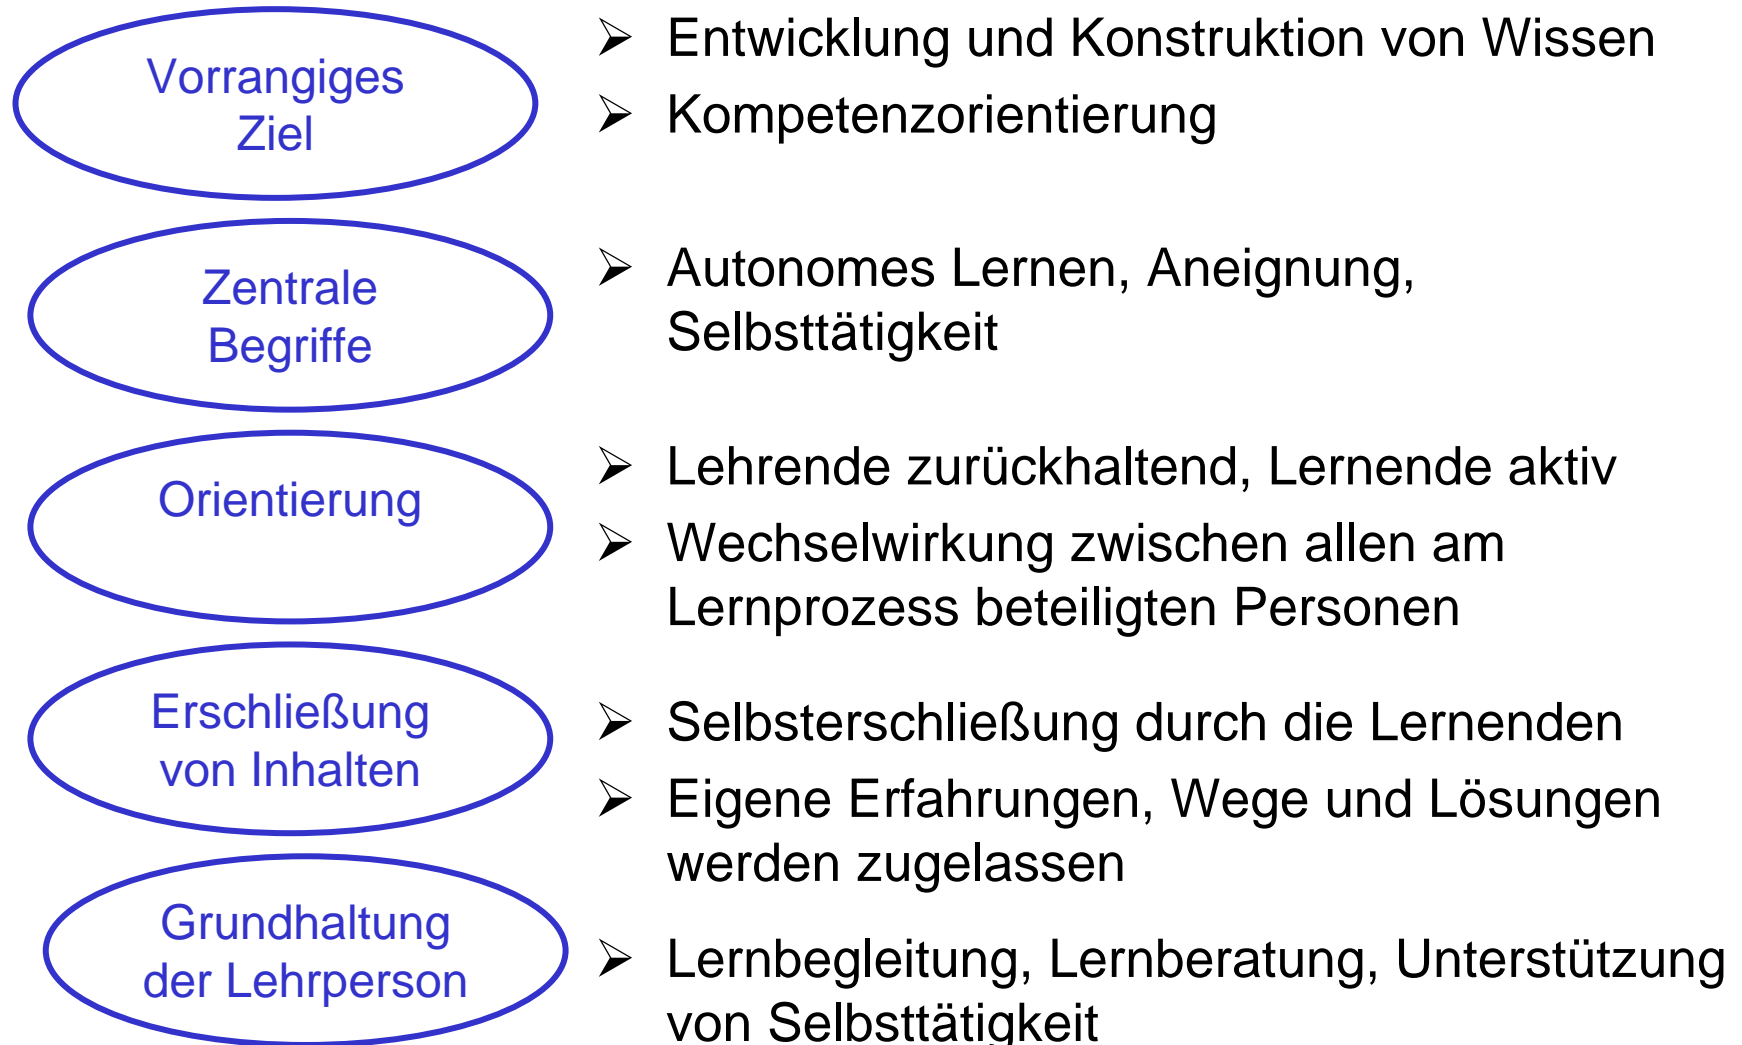 Vorrangiges
Ziel
➢ Entwicklung und Konstruktion von Wissen
➢ Kompetenzorientierung
Zentrale
Begriffe
➢ Autonomes Lernen, Aneignung,
Selbsttätigkeit
Orientierung
➢ Lehrende zurückhaltend, Lernende aktiv
➢ Wechselwirkung zwischen allen am
Lernprozess beteiligten Personen
Erschließung
von Inhalten
➢ Selbsterschließung durch die Lernenden
➢ Eigene Erfahrungen, Wege und Lösungen
werden zugelassen
Grundhaltung
der Lehrperson
➢ Lernbegleitung, Lernberatung, Unterstützung
von Selbsttätigkeit